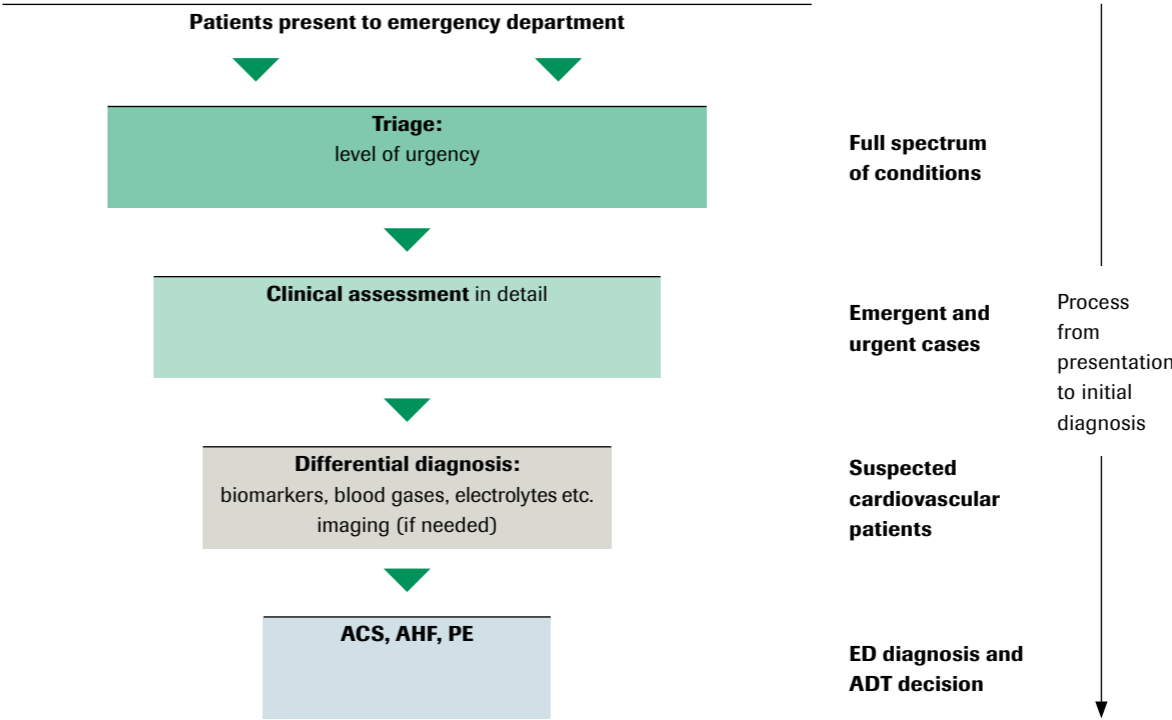 Patients present to emergency department
Triage:
level of urgency
Full spectrum
of conditions
Clinical assessment in detail
Emergent and
urgent cases
Process
from
presentation
to initial
diagnosis
Differential diagnosis:
biomarkers, blood gases, electrolytes etc.
imaging (if needed)
Suspected
cardiovascular
patients
ACS, AHF, PE
ED diagnosis and
ADT decision